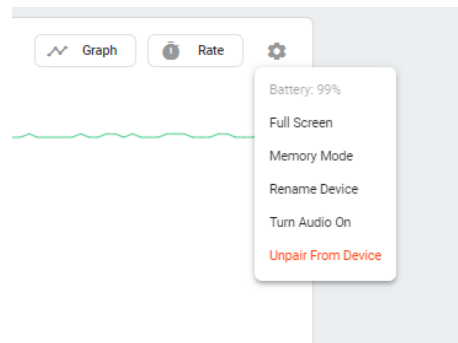 Graph
Rate
Battery: 99%
Full Screen
Memory Mode
Rename Device
Turn Audio On
Unpair From Device